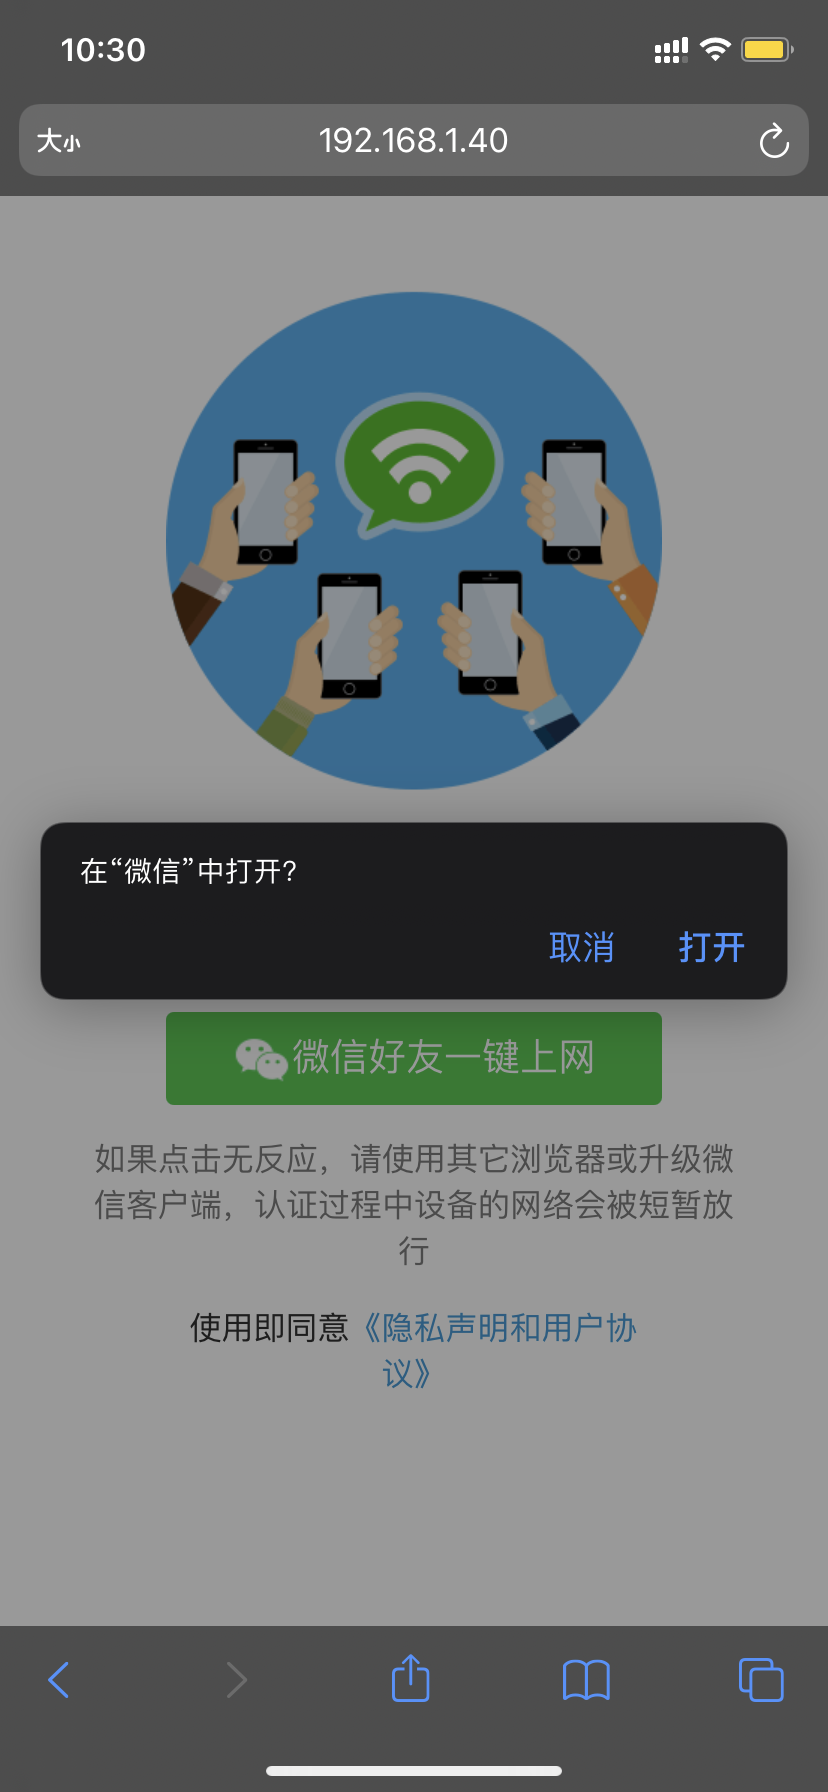 10:30
大小
192.168.1.40
在“微信”中打开?
取消 打开
微信好友一键上网
如果点击无反应，请使用其它浏览器或升级微
信客户端，认证过程中设备的网络会被短暂放
行
使用即同意《隐私声明和用户协
议》